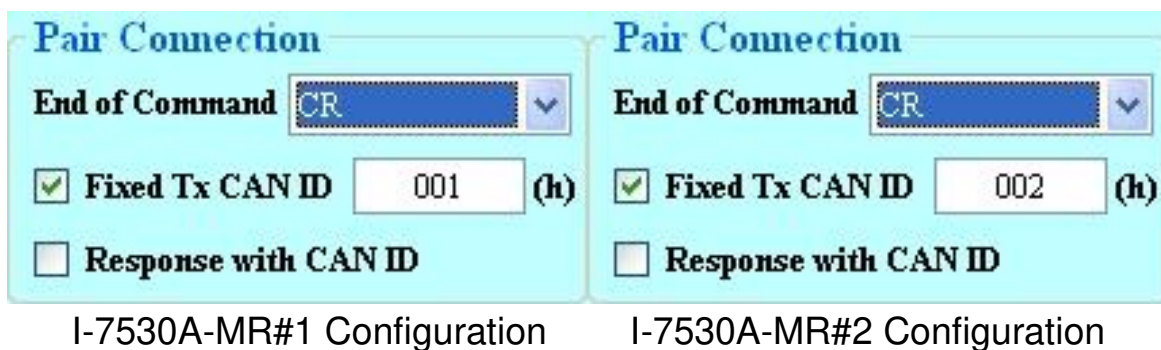 Pair Connection
End of Command CR
Fixed Tx CAN ID 001 (h)
Response with CAN ID
I-7530A-MR#1 Configuration
Pair Connection
End of Command CR
Fixed Tx CAN ID 002 (h)
Response with CAN ID
I-7530A-MR#2 Configuration